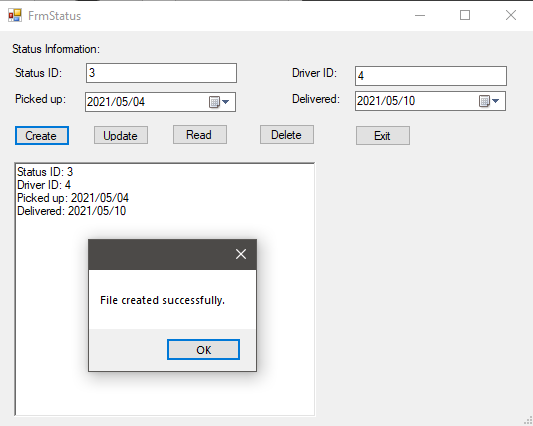 FrmStatus
Status Information:
Status ID: 3 Driver ID: 4
Picked up: 2021/05/04 Delivered: 2021/05/10
Create Update Read Delete Exit
Status ID: 3
Driver ID: 4
Picked up: 2021/05/04
Delivered: 2021/05/10
File created successfully.
OK